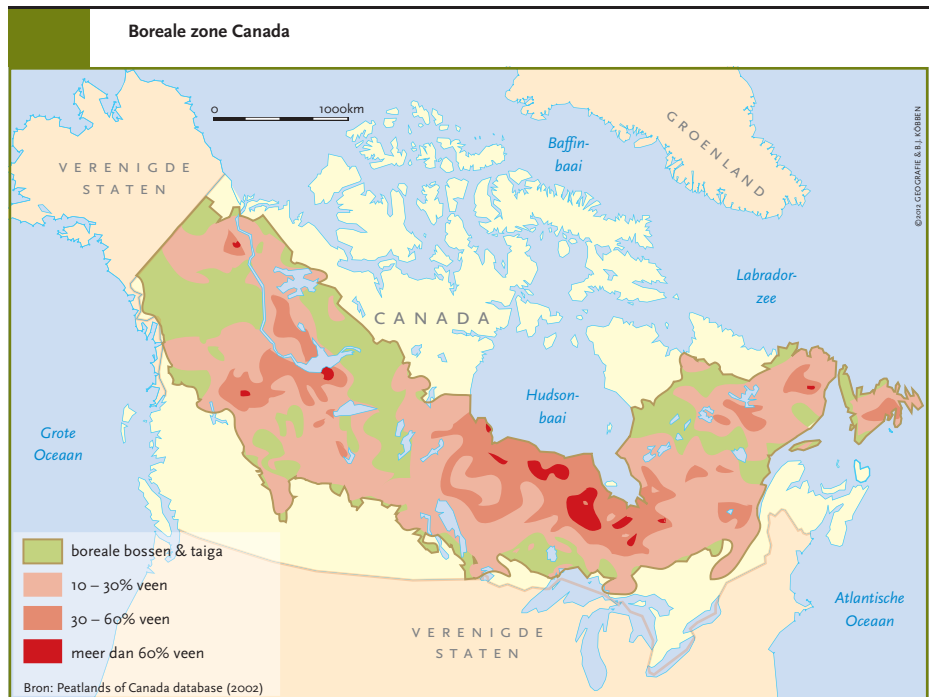 Boreale zone Canada
0 1000km
Baffin-
baai
GROENLAND
©2012 GEOGRAFIE & B.J. KÖBBEN
VERENIGDE
STATEN
Labrador-
zee
CANADA
Hudson-
baai
Grote
Oceaan
boreale bossen & taiga
10 – 30% veen
30 – 60% veen
meer dan 60% veen
Atlantische
Oceaan
VERENIGDE
STATEN
Bron: Peatlands of Canada database (2002)